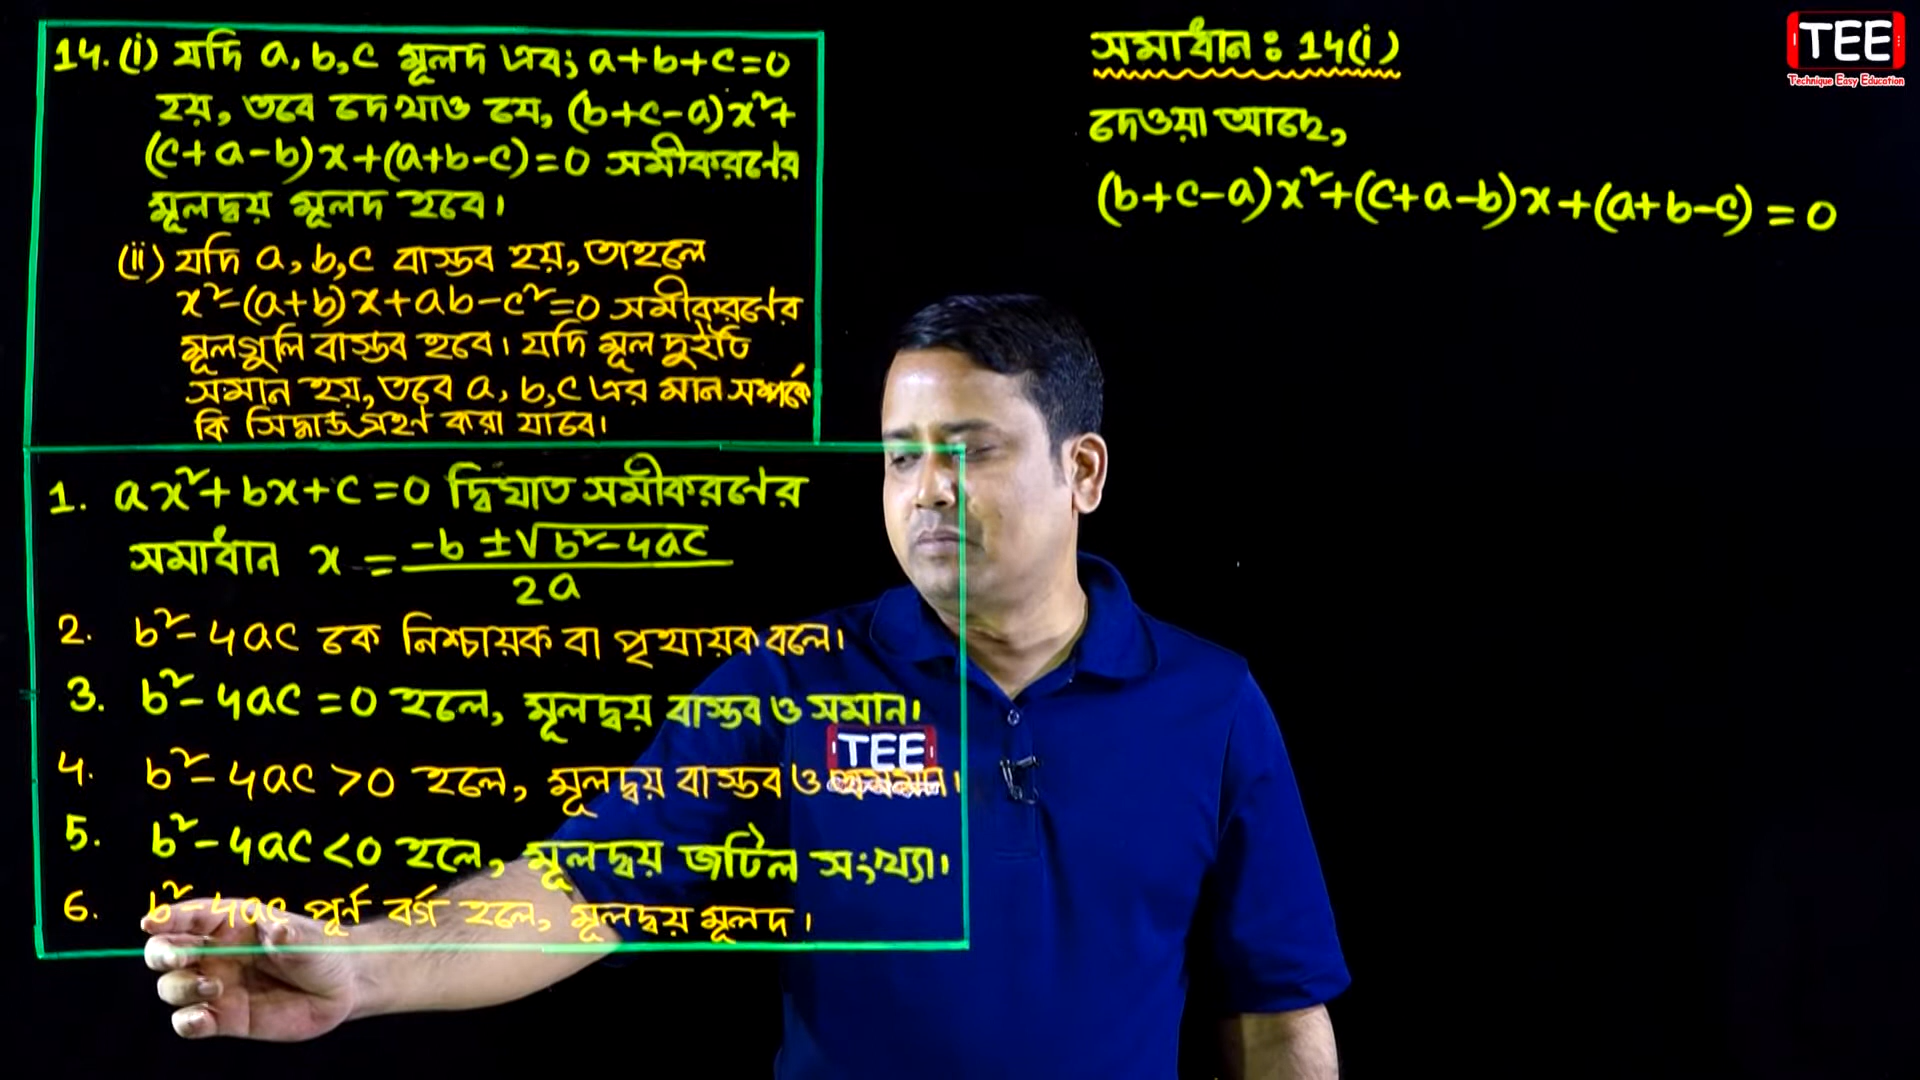 14. (i) যদি a, b, c মূলদ এবং a+b+c=0
হয়, তবে দেখাও যে, (b+c-a)x²+
(c+a-b)x+(a+b-c)=0 সমীকরণের
মূলদ্বয় মূলদ হবে।
(ii) যদি a, b, c বাস্তব হয়, তাহলে
x²-(a+b)x+ab-c²=0 সমীকরণের
মূলগুলি বাস্তব হবে। যদি মূল দুইটি
সমান হয়, তবে a, b, c এর মান সম্পর্কে
কি সিদ্ধান্ত গ্রহণ করা যাবে।
1. ax²+bx+c=0 দ্বিঘাত সমীকরণের
সমাধান x = (-b ±√b²-4ac)/2a
2. b²-4ac কে নিশ্চায়ক বা পৃথায়ক বলে।
3. b²-4ac=0 হলে, মূলদ্বয় বাস্তব ও সমান।
4. b²-4ac>0 হলে, মূলদ্বয় বাস্তব ও অসমান।
5. b²-4ac<0 হলে, মূলদ্বয় জটিল সংখ্যা।
6. b²-4ac পূর্ন বর্গ হলে, মূলদ্বয় মূলদ।
সমাধান : 14(i)
দেওয়া আছে,
(b+c-a)x²+(c+a-b)x+(a+b-c)=0
TEE
Technique Easy Education
TEE